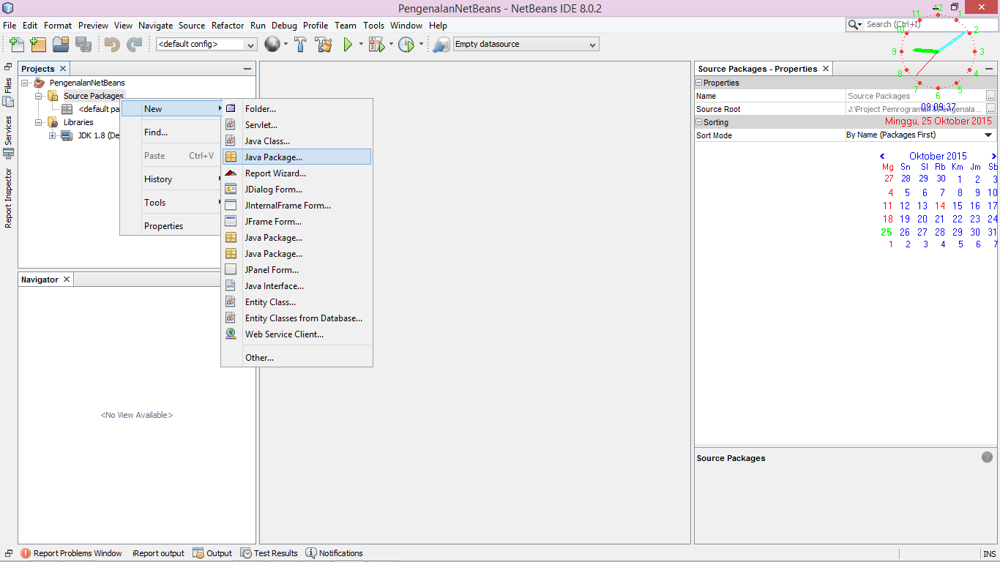 PengenalanNetBeans - NetBeans IDE 8.0.2
File Edit Format Preview View Navigate Source Refactor Run Debug Profile Team Tools Window Help
Search (Ctrl+I)
<default config>
Empty datasource
Files
Services
Report Inspector
Projects
PengenalanNetBeans
Source Packages
<default pa
Libraries
JDK 1.8 (De
New
Find...
Paste Ctrl+V
History
Tools
Properties
Folder...
Servlet...
Java Class...
Java Package...
Report Wizard...
JDialog Form...
JInternalFrame Form...
JFrame Form...
Java Package...
Java Package...
JPanel Form...
Java Interface...
Entity Class...
Entity Classes from Database...
Web Service Client...
Other...
Navigator
<No View Available>
Source Packages - Properties
Properties
Name Source Packages ...
Source Root J:\Project Pemrograman ...
Sorting
Sort Mode By Name (Packages First)
12 1 2 3 4 5 6 7 8 9 10 11
09:09:37
Minggu, 25 Oktober 2015
< Oktober 2015 >
Mg Sn Sl Rb Km Jm Sb
27 28 29 30 1 2 3
4 5 6 7 8 9 10
11 12 13 14 15 16 17
18 19 20 21 22 23 24
25 26 27 28 29 30 31
1 2 3 4 5 6 7
Source Packages
Report Problems Window iReport output Output Test Results Notifications
INS